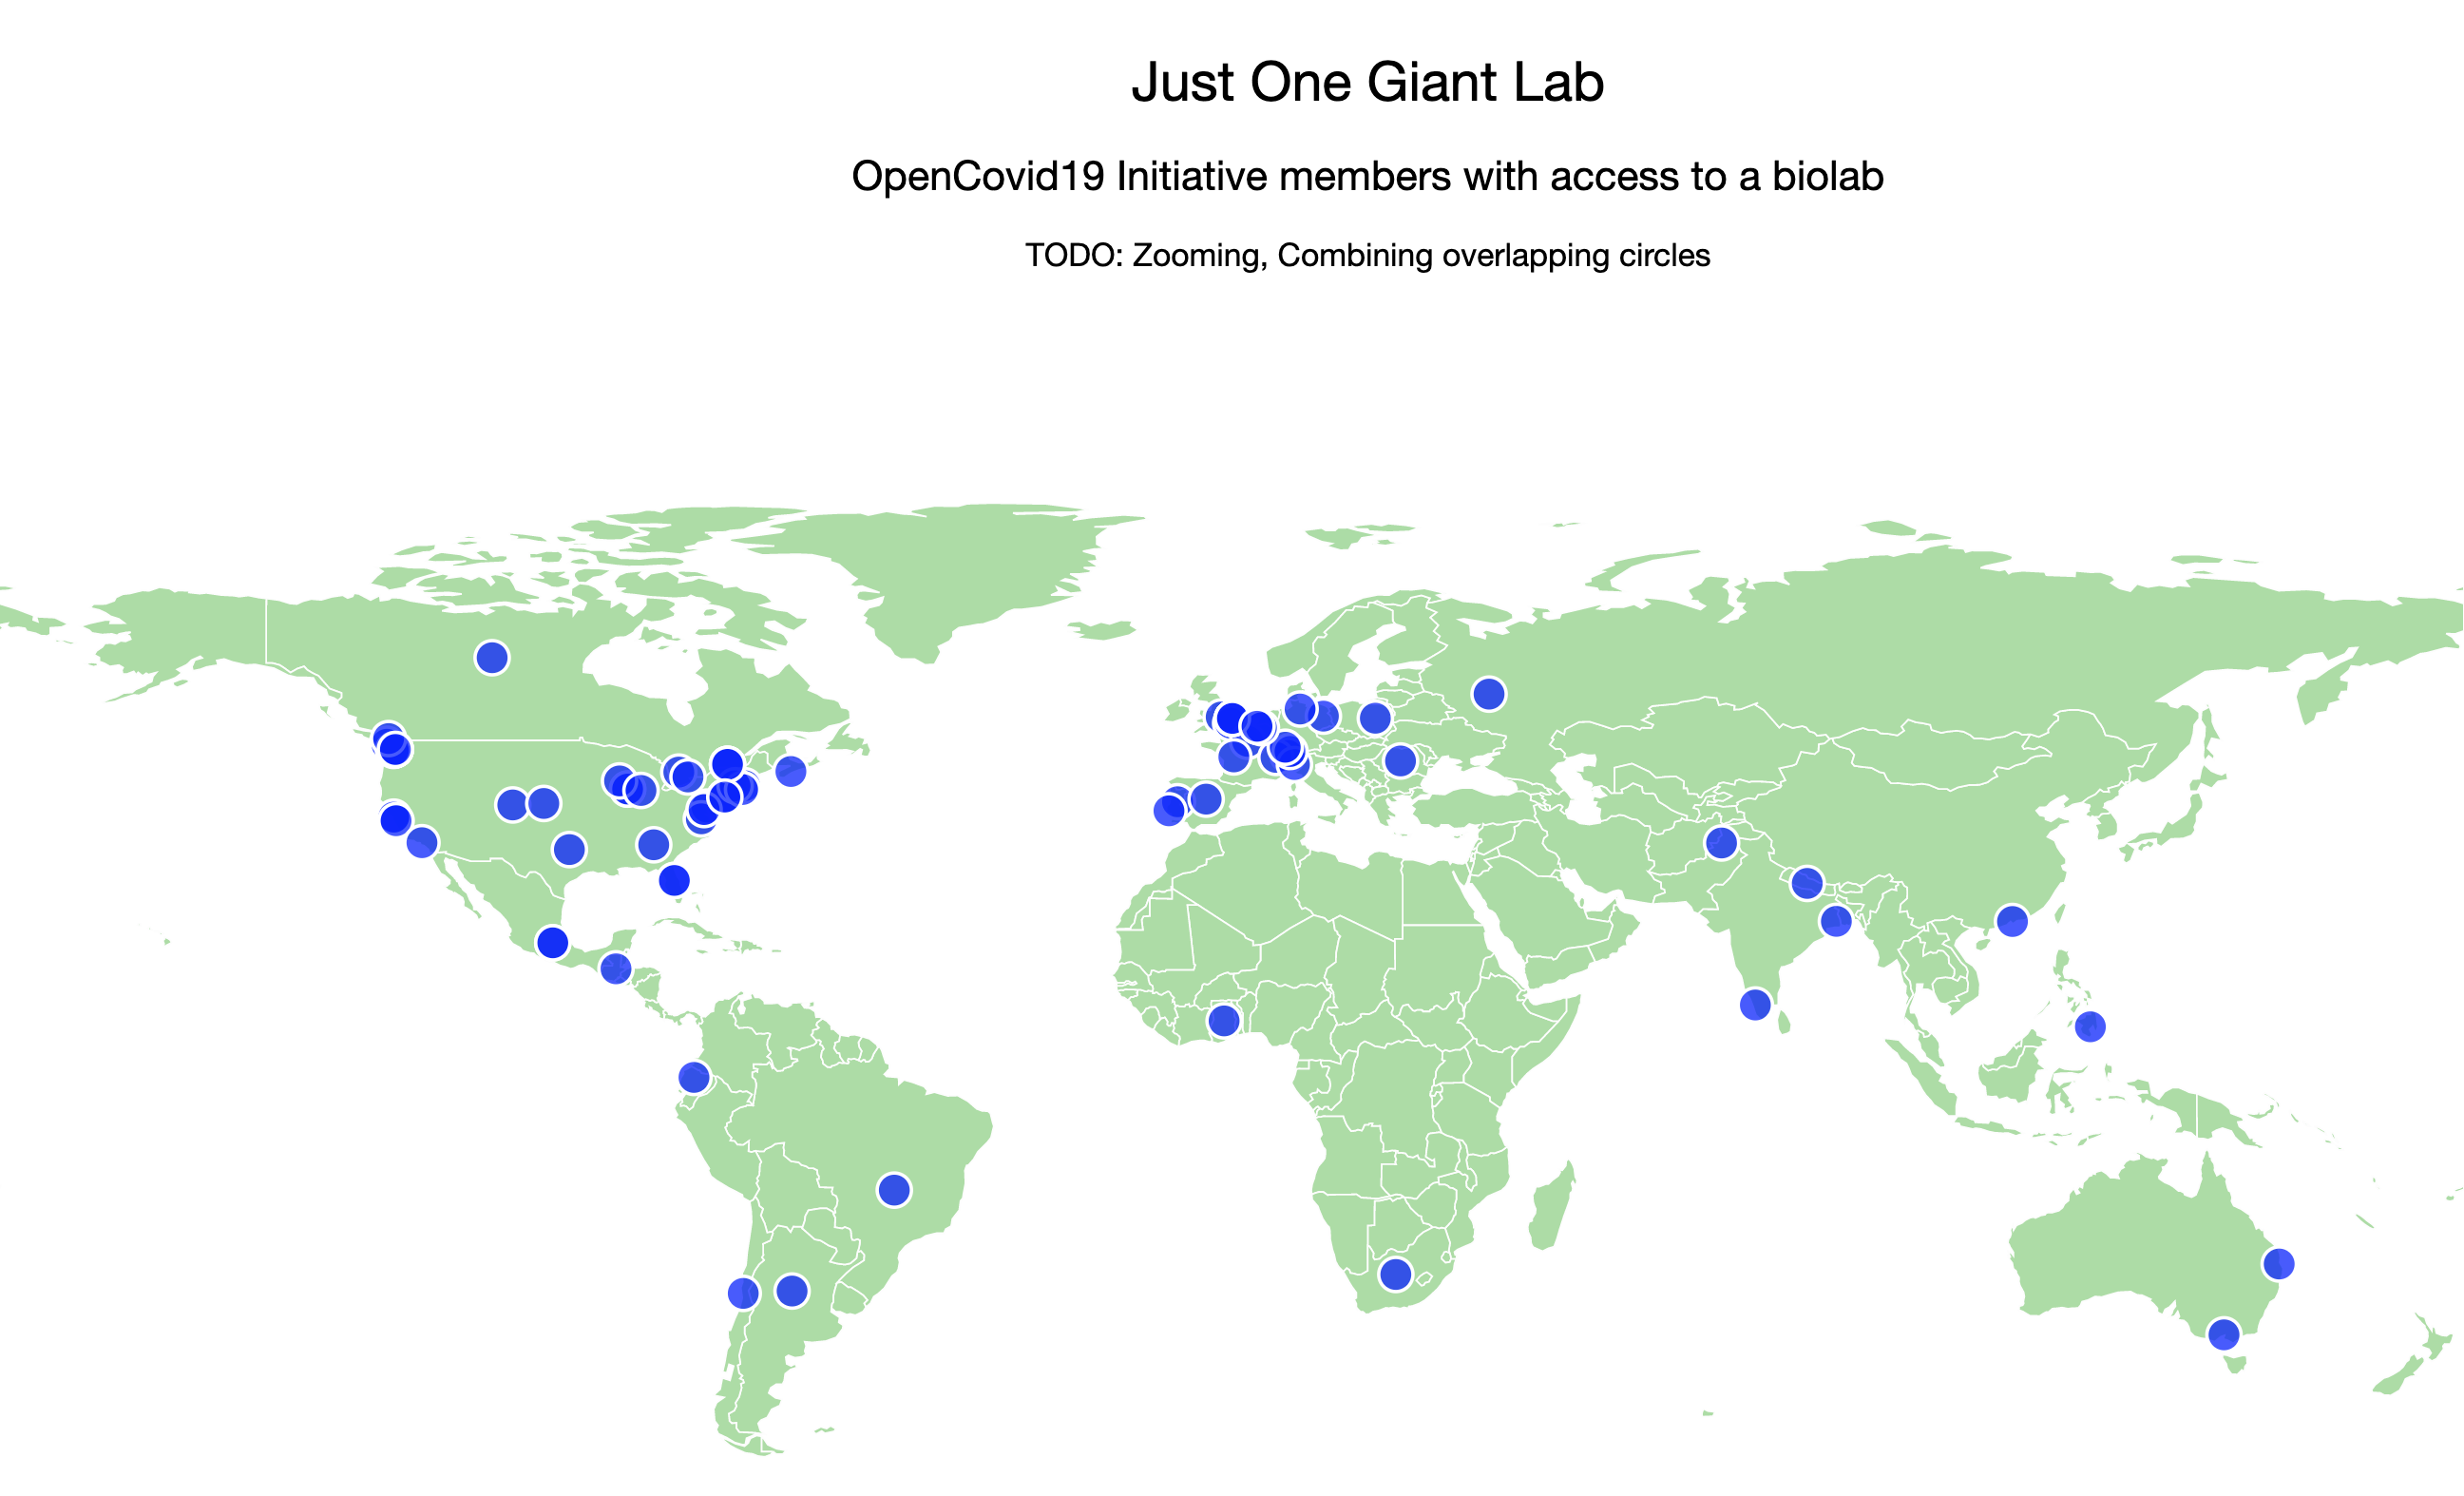 Just One Giant Lab
OpenCovid19 Initiative members with access to a biolab
TODO: Zooming, Combining overlapping circles